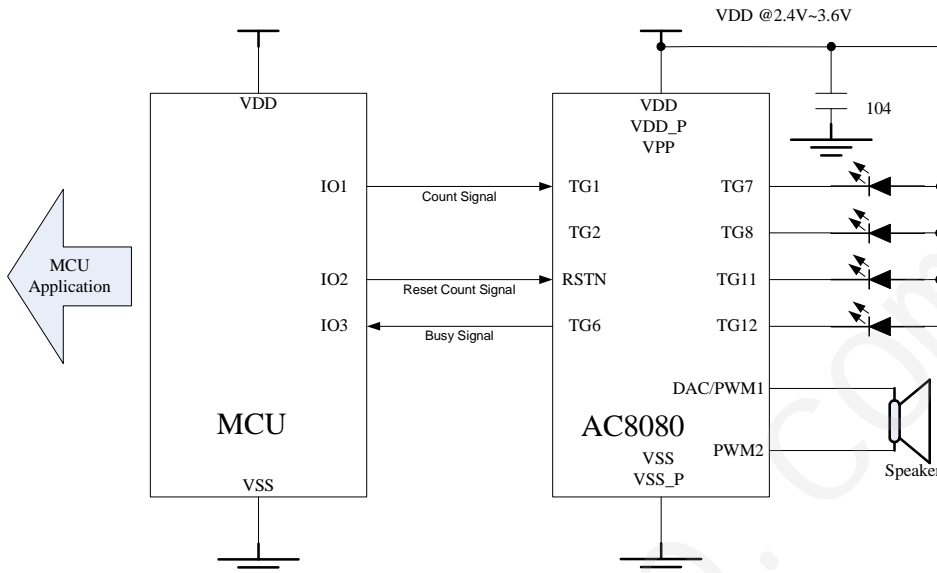 VDD @2.4V~3.6V
VDD
VDD
VDD_P
VPP
104
IO1
Count Signal
TG1
TG7
TG2
TG8
MCU
Application
IO2
Reset Count Signal
RSTN
TG11
IO3
Busy Signal
TG6
TG12
DAC/PWM1
MCU
AC8080
PWM2
VSS
VSS
VSS_P
Speaker